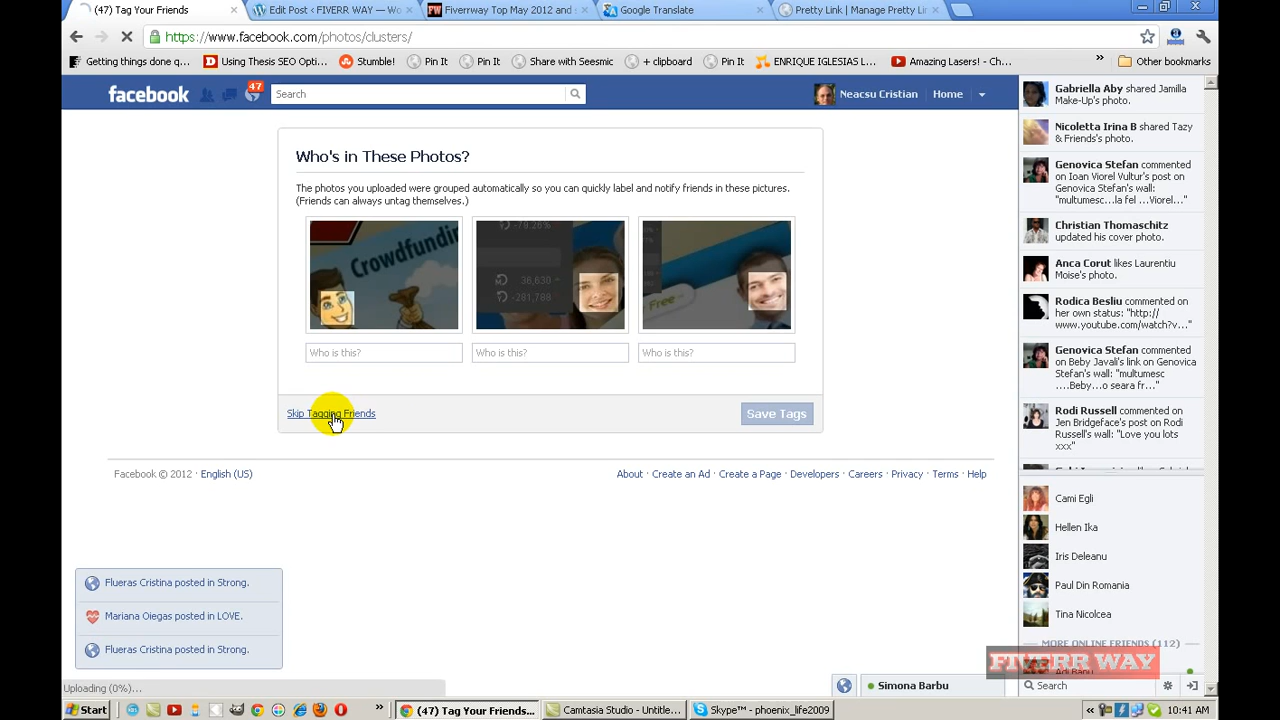 (47) Tag Your Friends
Edit Post ‹ FIVERR WAY — Wo
Fiverrway Top May 2012 and
Google Translate
Pretty Link | Manage Pretty Lin
https://www.facebook.com/photos/clusters/
Getting things done q...
Using Thesis SEO Opti...
Stumble!
Pin It
Pin It
Share with Seesmic
+ clipboard
Pin It
ENRIQUE IGLESIAS L...
Amazing Lasers! - Ch...
»
Other bookmarks
facebook
47
Search
Neacsu Cristian
Home
Who's in These Photos?
The photos you uploaded were grouped automatically so you can quickly label and notify friends in these pictures.
(Friends can always untag themselves.)
Crowdfundin
-79.26%
36,630
-281,788
Free
Who is this?
Who is this?
Who is this?
Skip Tagging Friends
Save Tags
Facebook © 2012 · English (US)
About · Create an Ad · Create a Page · Developers · Careers · Privacy · Terms · Help
Gabriella Aby shared Jamilla
Make-Up's photo.
Nicoletta Irina B shared Tazy
& Friends's photo.
Genovica Stefan commented
on Ioan Viorel Vultur's post on
Genovica Stefan's wall:
"multumesc...la fel ...Viorel..."
Christian Thomaschitz
updated his cover photo.
Anca Corut likes Laurentiu
Moise's photo.
Rodica Besliu commented on
her own status: "http://
www.youtube.com/watch?v...
Genovica Stefan commented
on Beby Javali's link on Genovica
Stefan's wall: "multumesc
....Beby...o seara fr...
Rodi Russell commented on
Jen Bridgeface's post on Rodi
Russell's wall: "Love you lots
xxx"
Cami Egli
Hellen Ika
Iris Deleanu
Paul Din Romania
Tina Nicolcea
MORE ONLINE FRIENDS (112)
Search
Flueras Cristina posted in Strong.
Mariana Oiegas posted in LOVE.
Flueras Cristina posted in Strong.
FIVERR WAY
Uploading (0%)...
Simona Barbu
Start
»
(47) Tag Your Friends...
Camtasia Studio - Untitle...
Skype™ - phoenix_life2009
«
10:41 AM